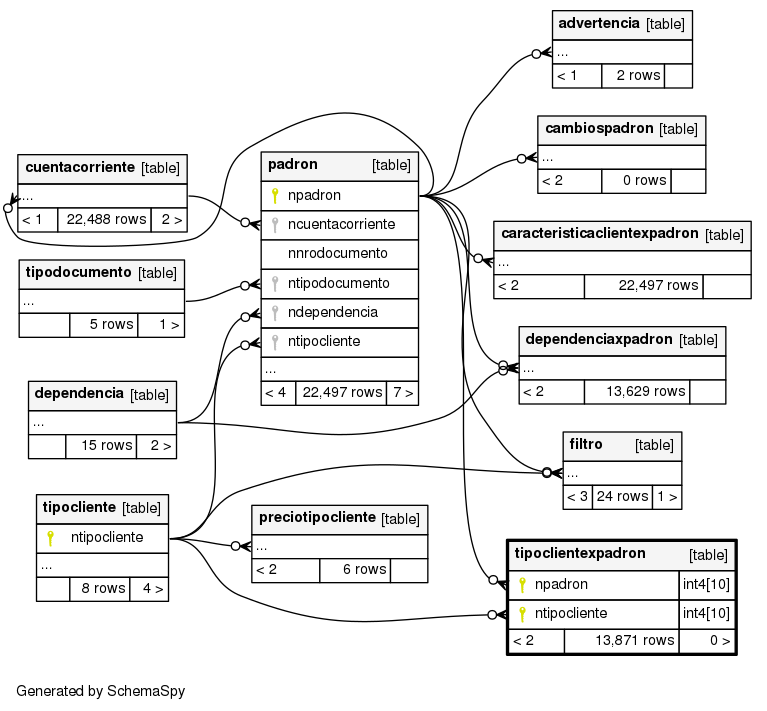 advertencia [table]
...
< 1 2 rows
cambiospadron [table]
...
< 2 0 rows
cuentacorriente [table]
...
< 1 22,488 rows 2 >
padron [table]
npadron
ncuentacorriente
nnrodocumento
ntipodocumento
ndependencia
ntipocliente
...
< 4 22,497 rows 7 >
caracteristicaclientexpadron [table]
...
< 2 22,497 rows
tipodocumento [table]
...
5 rows 1 >
dependenciaxpadron [table]
...
< 2 13,629 rows
dependencia [table]
...
15 rows 2 >
filtro [table]
...
< 3 24 rows 1 >
tipocliente [table]
ntipocliente
...
8 rows 4 >
preciotipocliente [table]
...
< 2 6 rows
tipoclientexpadron [table]
npadron int4[10]
ntipocliente int4[10]
< 2 13,871 rows 0 >
Generated by SchemaSpy